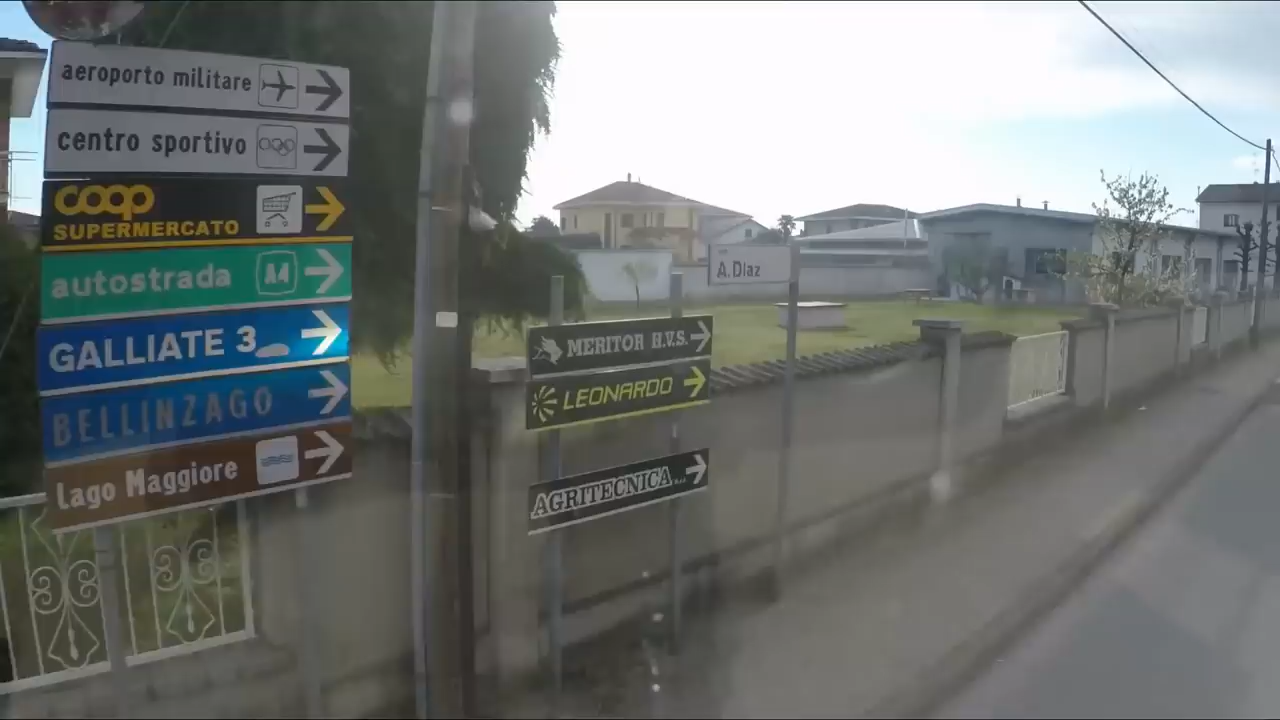 aeroporto militare
centro sportivo
coop
SUPERMERCATO
autostrada A4
GALLIATE 3
BELLINZAGO
Lago Maggiore
MERITOR H.V.S.
LEONARDO
AGRITECNICA
A.DIaz